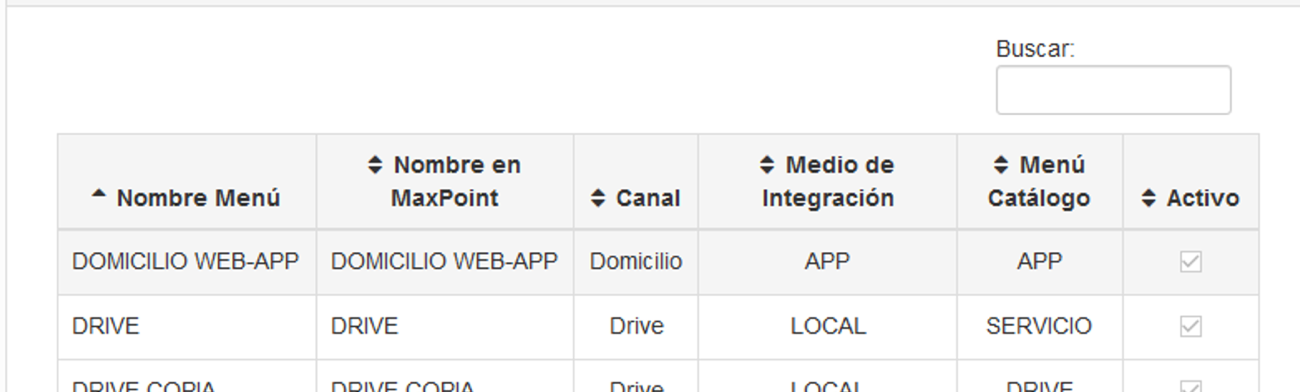 Buscar:
Nombre Menú Nombre en MaxPoint Canal Medio de Integración Menú Catálogo Activo
DOMICILIO WEB-APP DOMICILIO WEB-APP Domicilio APP APP
DRIVE DRIVE Drive LOCAL SERVICIO
DRIVE COPIA DRIVE COPIA Drive LOCAL DRIVE